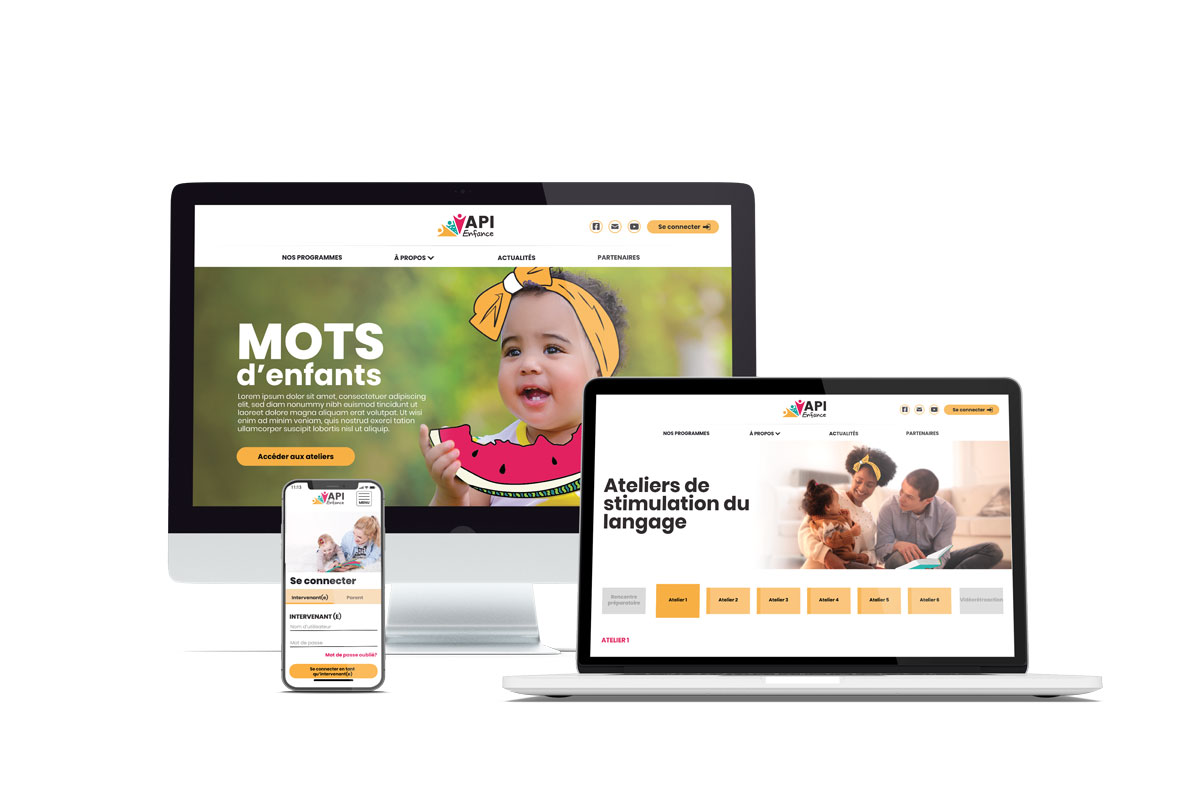 API
Enfance
Se connecter
NOS PROGRAMMES
À PROPOS
ACTUALITÉS
PARTENAIRES
MOTS
d'enfants
Lorem ipsum dolor sit amet, consectetuer adipiscing
elit, sed diam nonummy nibh euismod tincidunt ut
laoreet dolore magna aliquam erat volutpat. Ut wisi
enim ad minim veniam, quis nostrud exerci tation
ullamcorper suscipit lobortis nisl ut aliquip.
Accéder aux ateliers
11:13
API
Enfance
MENU
Se connecter
Intervenant(e)
Parent
INTERVENANT (E)
Nom d'utilisateur
Mot de passe
Mot de passe oublié?
Se connecter en tant
qu'intervenant(e)
API
Enfance
Se connecter
NOS PROGRAMMES
À PROPOS
ACTUALITÉS
PARTENAIRES
Ateliers de
stimulation du
langage
Rencontre
préparatoire
Atelier 1
Atelier 2
Atelier 3
Atelier 4
Atelier 5
Atelier 6
Vidéorétroaction
ATELIER 1